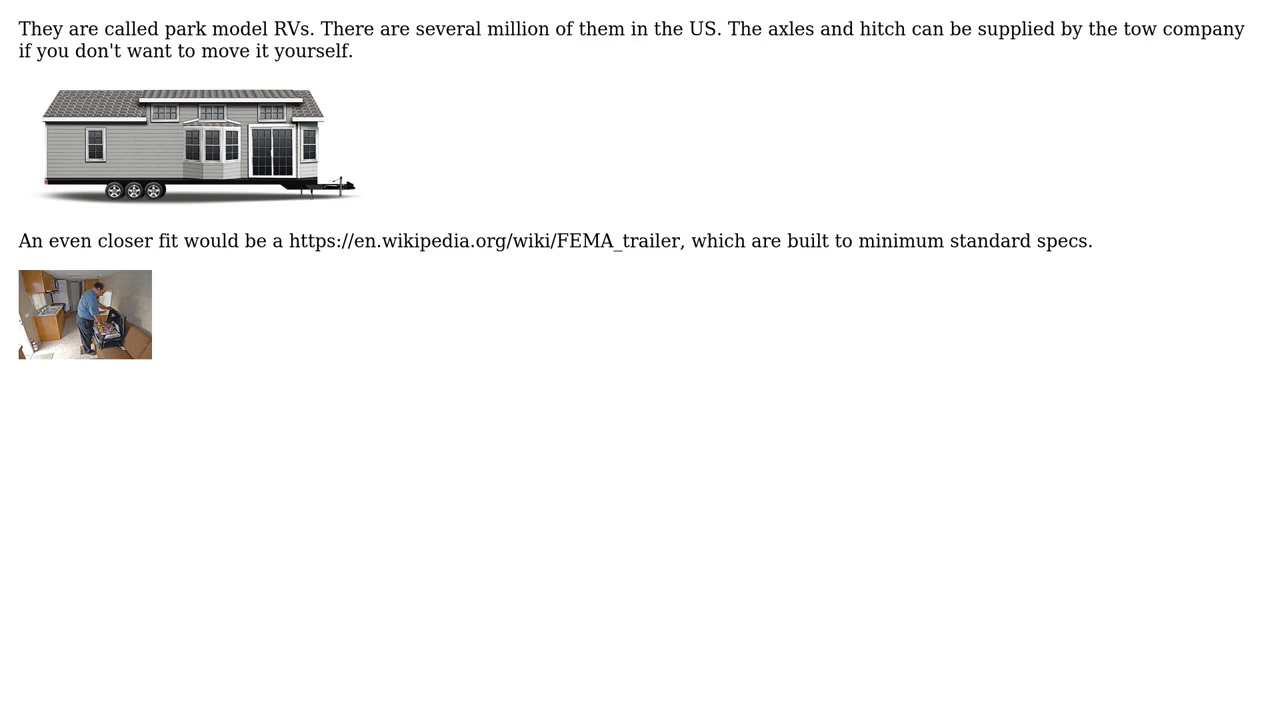 They are called park model RVs. There are several million of them in the US. The axles and hitch can be supplied by the tow company
if you don't want to move it yourself.
An even closer fit would be a https://en.wikipedia.org/wiki/FEMA_trailer, which are built to minimum standard specs.